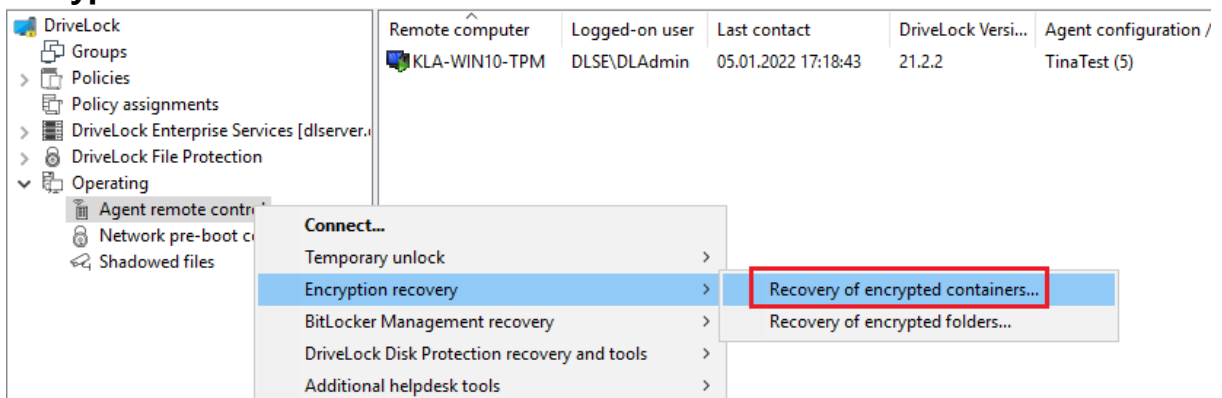 DriveLock
Groups
Policies
Policy assignments
DriveLock Enterprise Services [dlserver.
DriveLock File Protection
Operating
Agent remote contr
Network pre-boot c
Shadowed files
Remote computer Logged-on user Last contact DriveLock Versi... Agent configuration /
KLA-WIN10-TPM DLSE\DLAdmin 05.01.2022 17:18:43 21.2.2 TinaTest (5)
Connect...
Temporary unlock
Encryption recovery
BitLocker Management recovery
DriveLock Disk Protection recovery and tools
Additional helpdesk tools
Recovery of encrypted containers...
Recovery of encrypted folders...